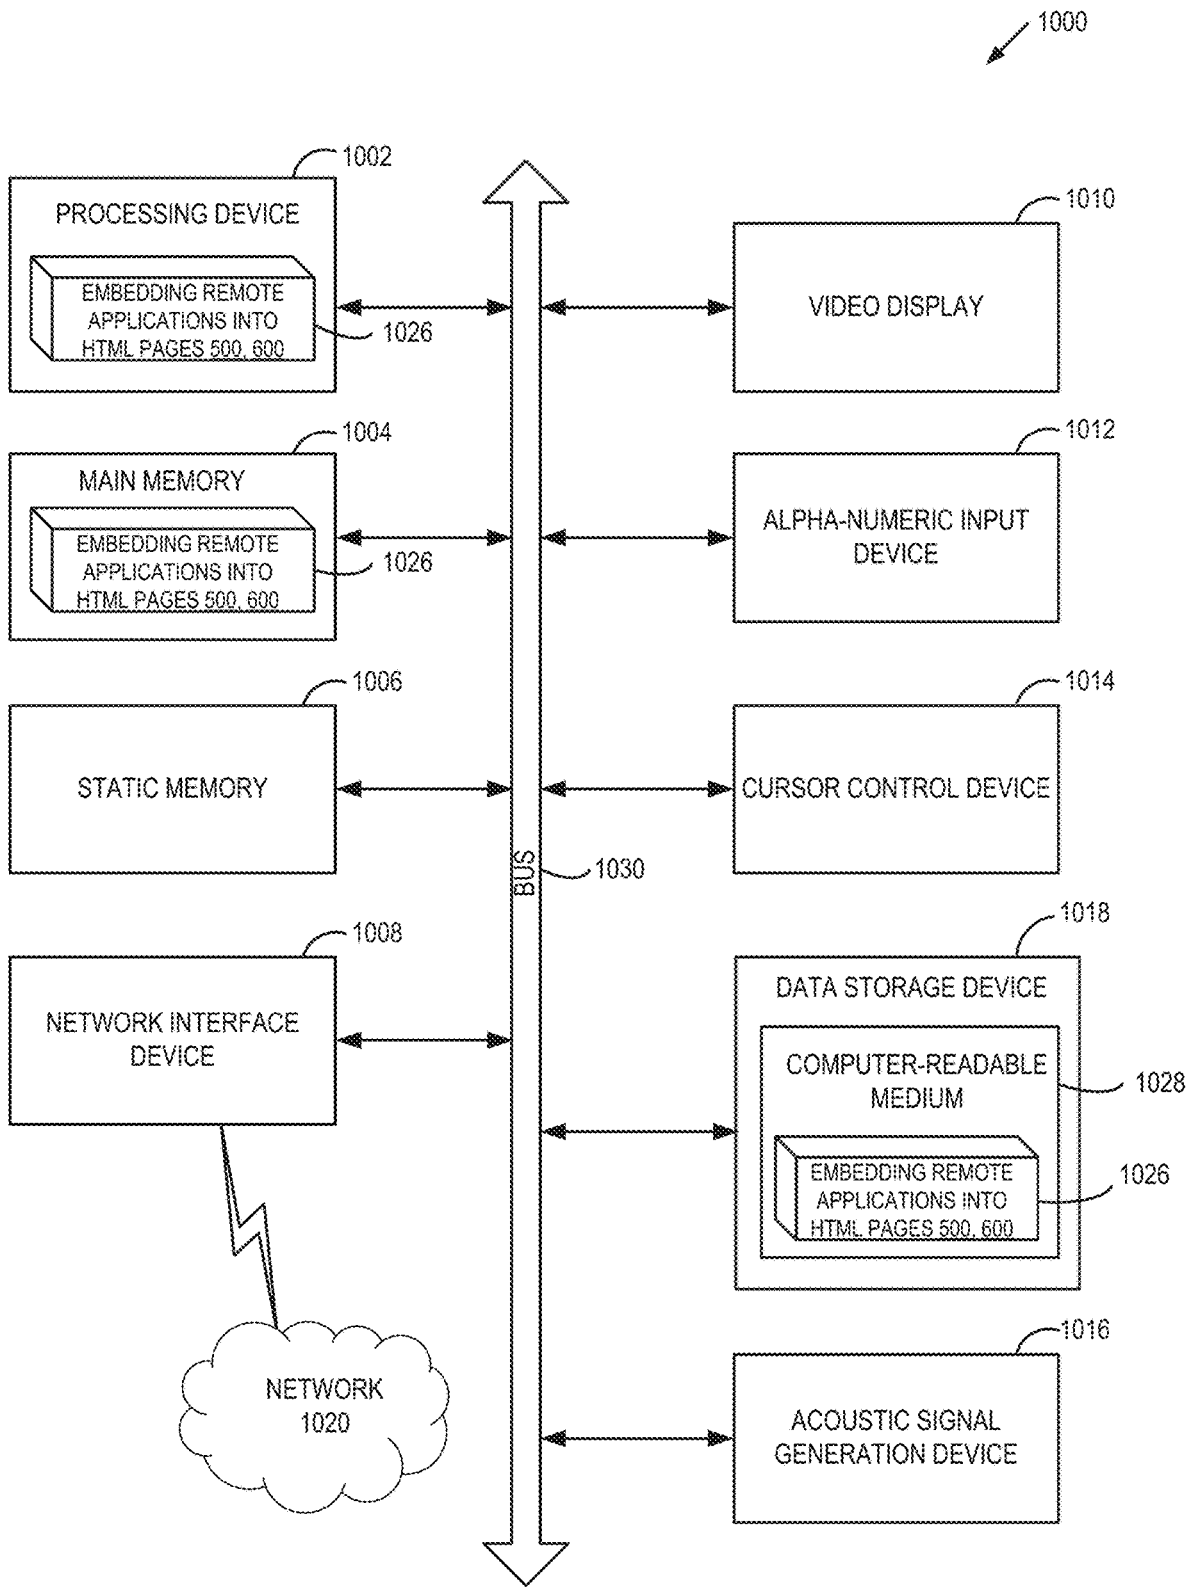 1000
1002
PROCESSING DEVICE
EMBEDDING REMOTE
APPLICATIONS INTO
HTML PAGES 500, 600
1026
1004
MAIN MEMORY
EMBEDDING REMOTE
APPLICATIONS INTO
HTML PAGES 500, 600
1026
1006
STATIC MEMORY
1008
NETWORK INTERFACE
DEVICE
NETWORK
1020
BUS
1030
1010
VIDEO DISPLAY
1012
ALPHA-NUMERIC INPUT
DEVICE
1014
CURSOR CONTROL DEVICE
1018
DATA STORAGE DEVICE
COMPUTER-READABLE
MEDIUM
1028
EMBEDDING REMOTE
APPLICATIONS INTO
HTML PAGES 500, 600
1026
1016
ACOUSTIC SIGNAL
GENERATION DEVICE